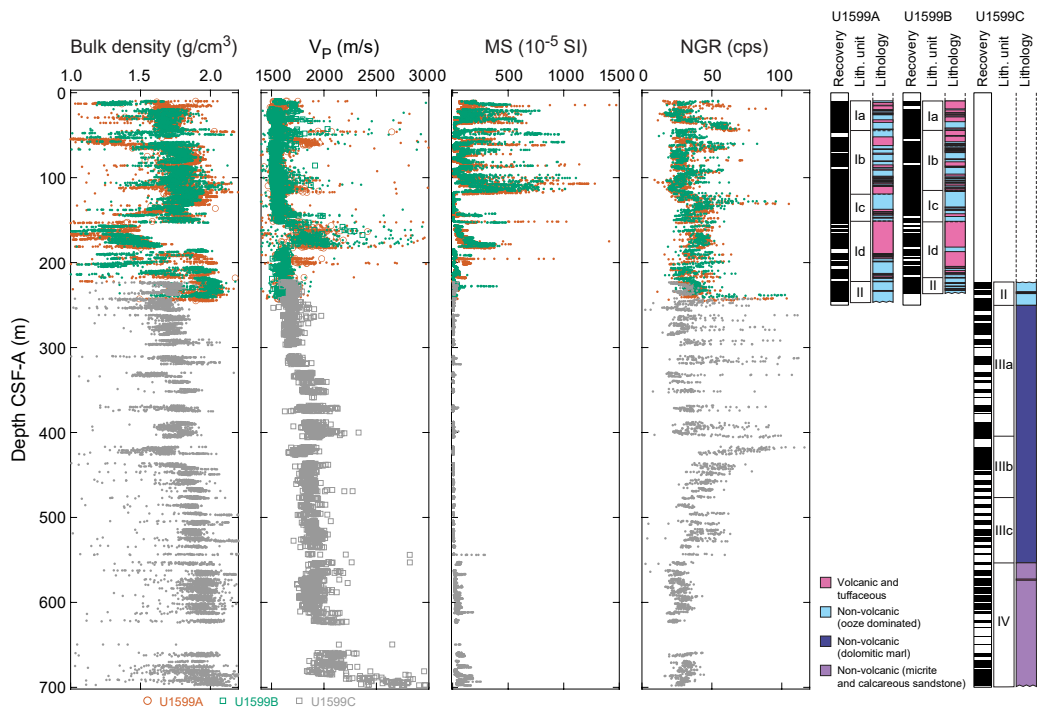 U1599A U1599B U1599C
Bulk density (g/cm3) VP (m/s) MS (10-5 SI) NGR (cps)
Recovery Lith. unit Lithology Recovery Lith. unit Lithology Recovery Lith. unit Lithology
1.0 1.5 2.0 1500 2000 3000 500 1000 1500 0 50 100
0
100
200
300
400
500
600
700
Depth CSF-A (m)
Ia Ia
Ib Ib
Ic Ic
Id Id
II II II
IIIa
IIIb
IIIc
IV
Volcanic and
tuffaceous
Non-volcanic
(ooze dominated)
Non-volcanic
(dolomitic marl)
Non-volcanic (micrite
and calcareous sandstone)
U1599A U1599B U1599C